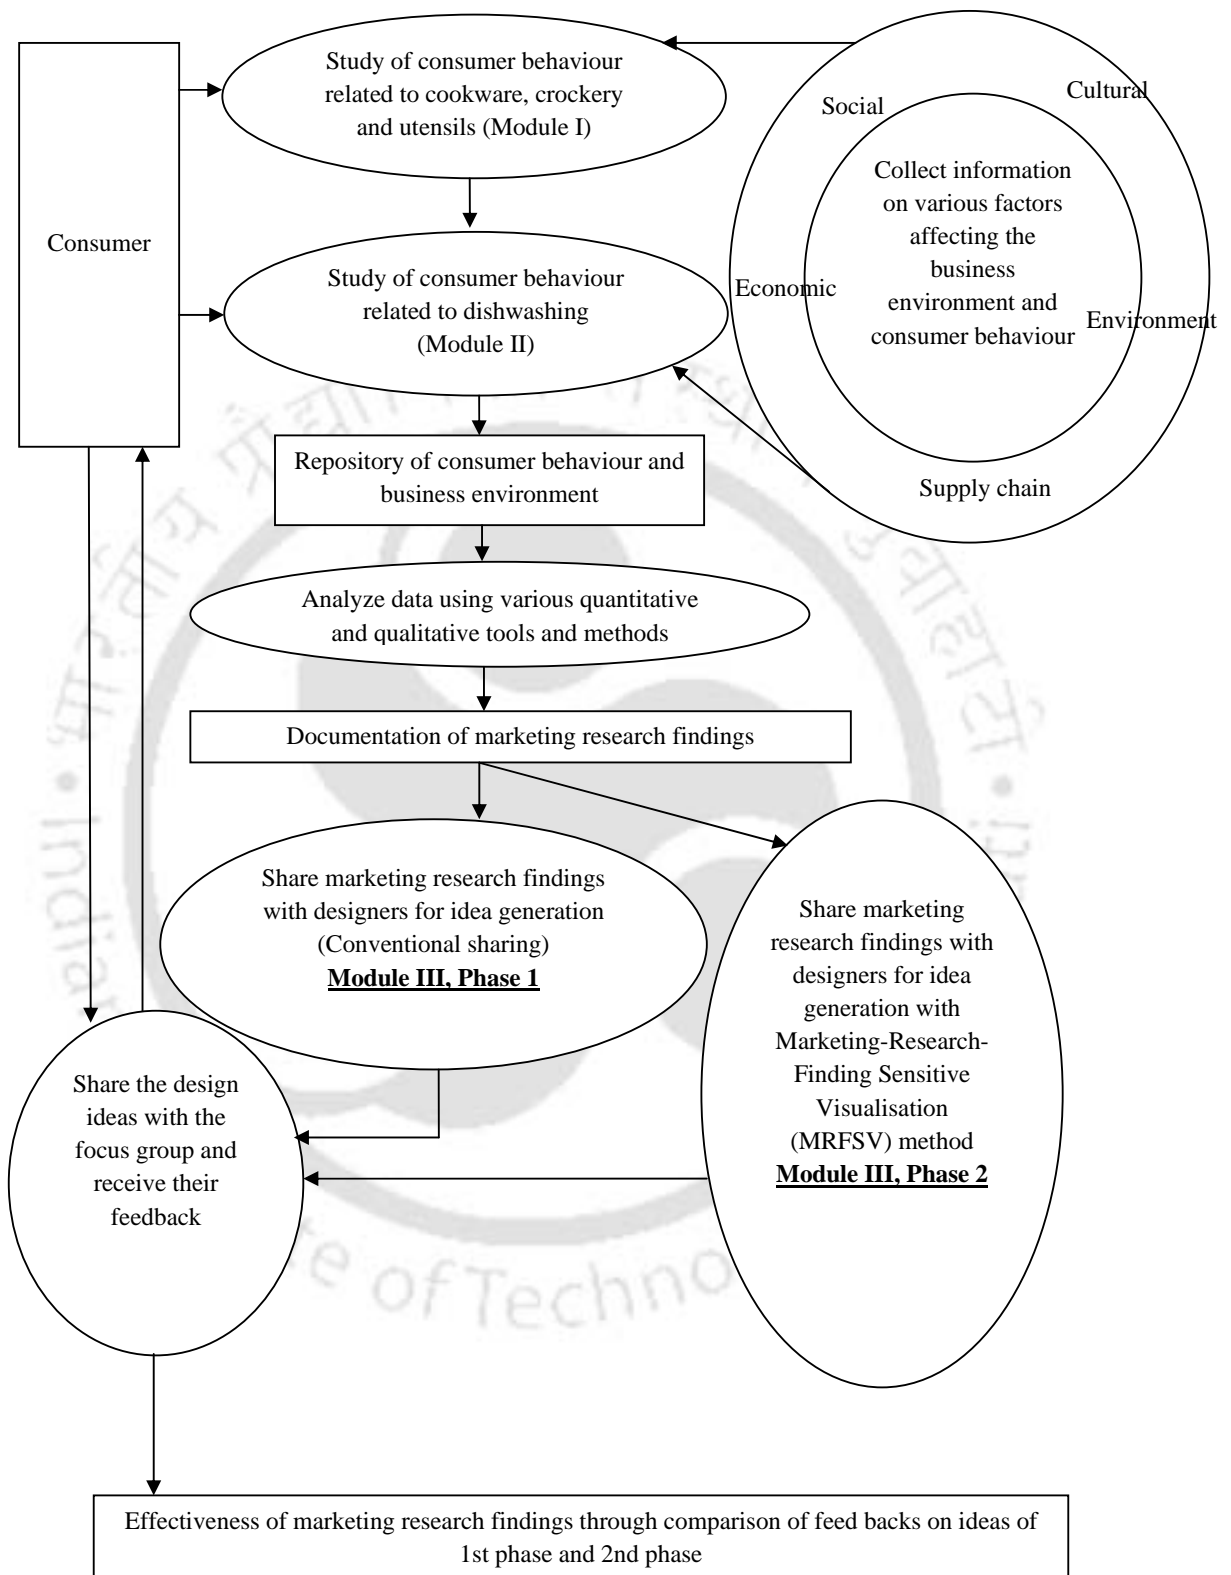 Study of consumer behaviour
related to cookware, crockery
and utensils (Module I)
Consumer
Social
Cultural
Collect information
on various factors
affecting the
business
environment and
consumer behaviour
Economic
Environment
Supply chain
Study of consumer behaviour
related to dishwashing
(Module II)
Repository of consumer behaviour and
business environment
Analyze data using various quantitative
and qualitative tools and methods
Documentation of marketing research findings
Share marketing research findings
with designers for idea generation
(Conventional sharing)
Module III, Phase 1
Share marketing
research findings with
designers for idea
generation with
Marketing-Research-
Finding Sensitive
Visualisation
(MRFSV) method
Module III, Phase 2
Share the design
ideas with the
focus group and
receive their
feedback
Effectiveness of marketing research findings through comparison of feed backs on ideas of
1st phase and 2nd phase
of